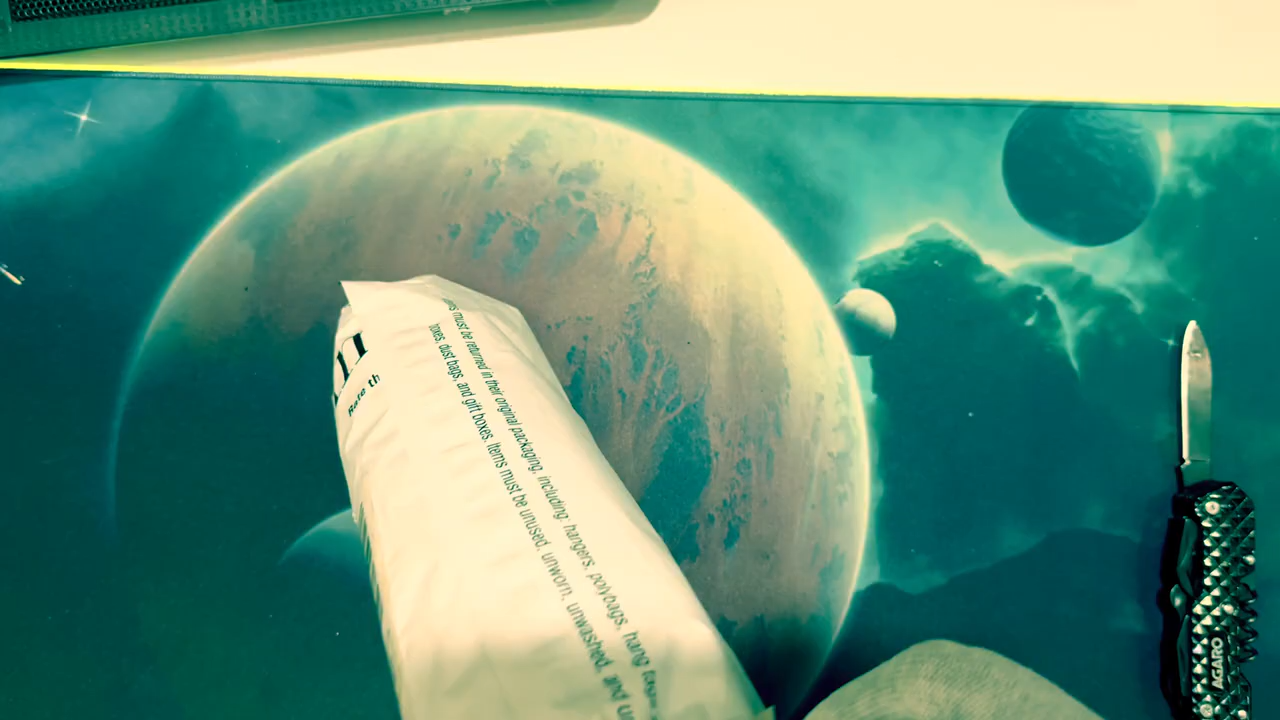 Rate th
must be returned in their original packaging, including: hangers, polybags, hang
boxes, dust bags, and gift boxes. Items must be unused, unworn, unwashed, and
AGARO